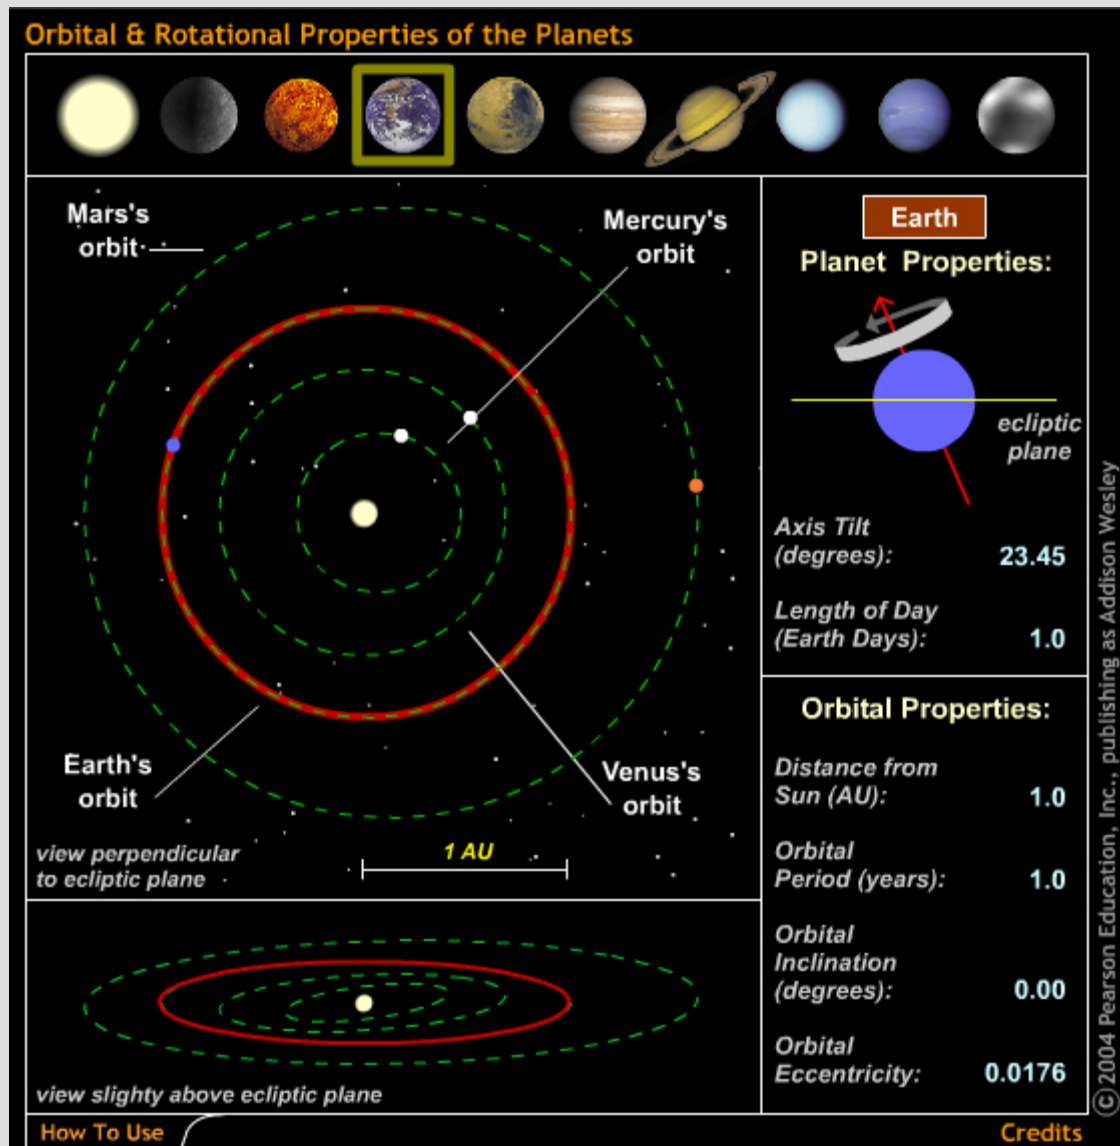 Orbital & Rotational Properties of the Planets
Mars's
orbit
Mercury's
orbit
Earth's
orbit
Venus's
orbit
view perpendicular
to ecliptic plane
1 AU
view slighty above ecliptic plane
Earth
Planet Properties:
ecliptic
plane
Axis Tilt
(degrees): 23.45
Length of Day
(Earth Days): 1.0
Orbital Properties:
Distance from
Sun (AU): 1.0
Orbital
Period (years): 1.0
Orbital
Inclination
(degrees): 0.00
Orbital
Eccentricity: 0.0176
How To Use
Credits
©2004 Pearson Education, Inc., publishing as Addison Wesley